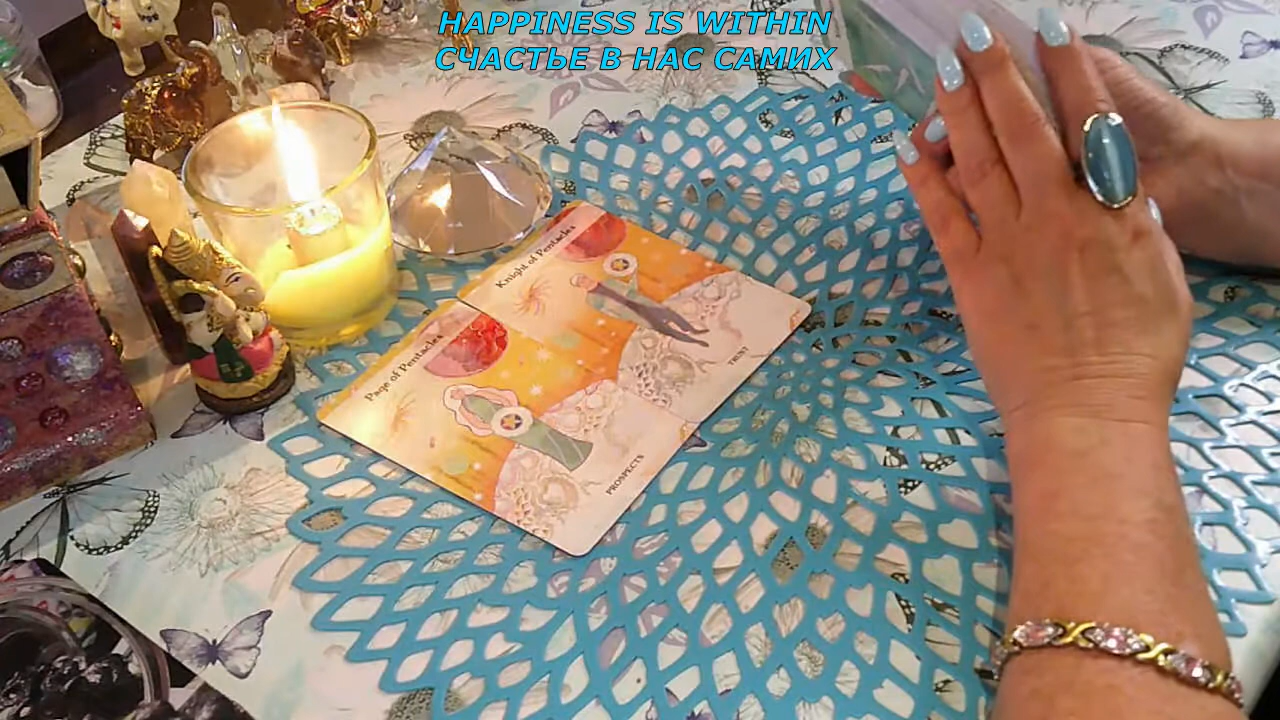 HAPPINESS IS WITHIN
СЧАСТЬЕ В НАС САМИХ
Knight of Pentacles
TRUST
Page of Pentacles
PROSPECTS